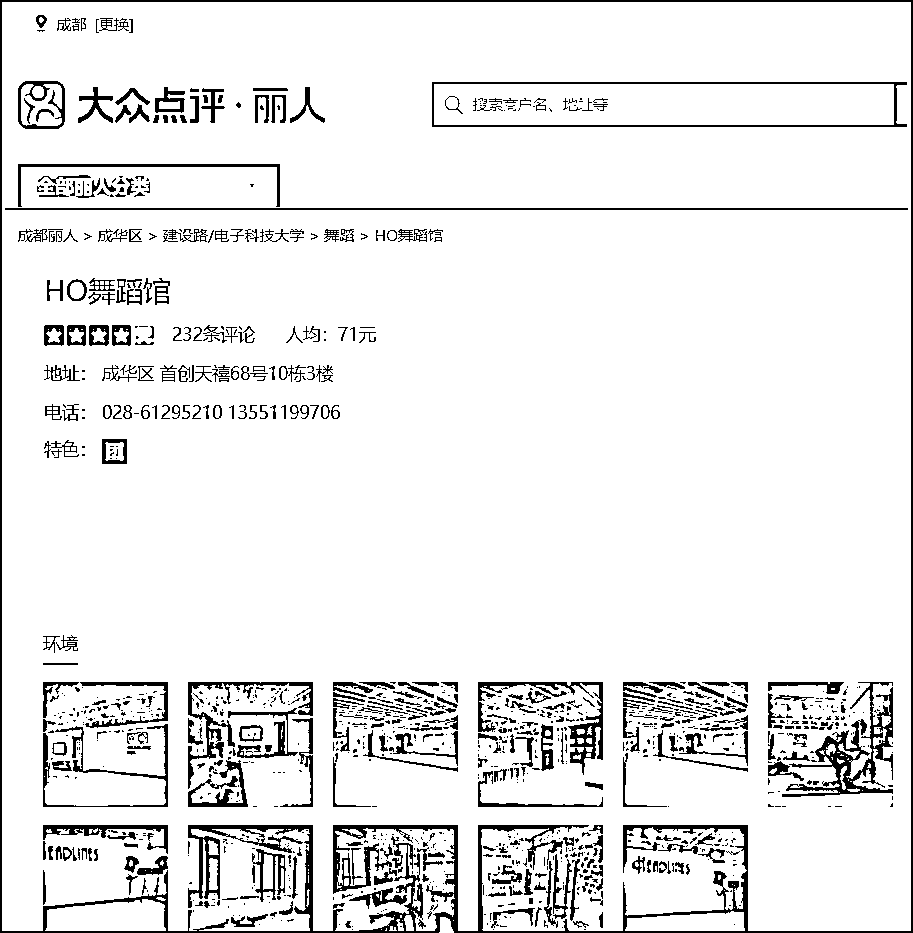 成都 [更换]
大众点评·丽人
搜索商户名、地址等
全部丽人分类
成都丽人 > 成华区 > 建设路/电子科技大学 > 舞蹈 > HO舞蹈馆
HO舞蹈馆
232条评论 人均：71元
地址： 成华区 首创天禧68号10栋3楼
电话： 028-61295210 13551199706
特色： 团
环境
HEADLINES